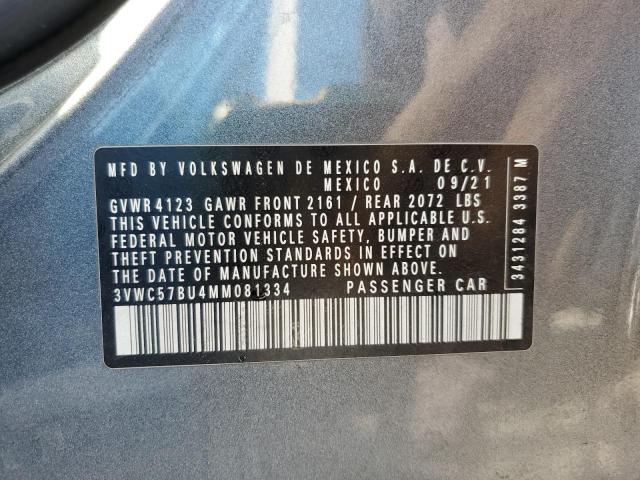 MFD BY VOLKSWAGEN DE MEXICO S.A. DE C.V.
MEXICO 09/21
GVWR 4123 GAWR FRONT 2161 / REAR 2072 LBS
THIS VEHICLE CONFORMS TO ALL APPLICABLE U.S.
FEDERAL MOTOR VEHICLE SAFETY, BUMPER AND
THEFT PREVENTION STANDARDS IN EFFECT ON
THE DATE OF MANUFACTURE SHOWN ABOVE.
3VWC57BU4MM081334 PASSENGER CAR
3431284 3387 M